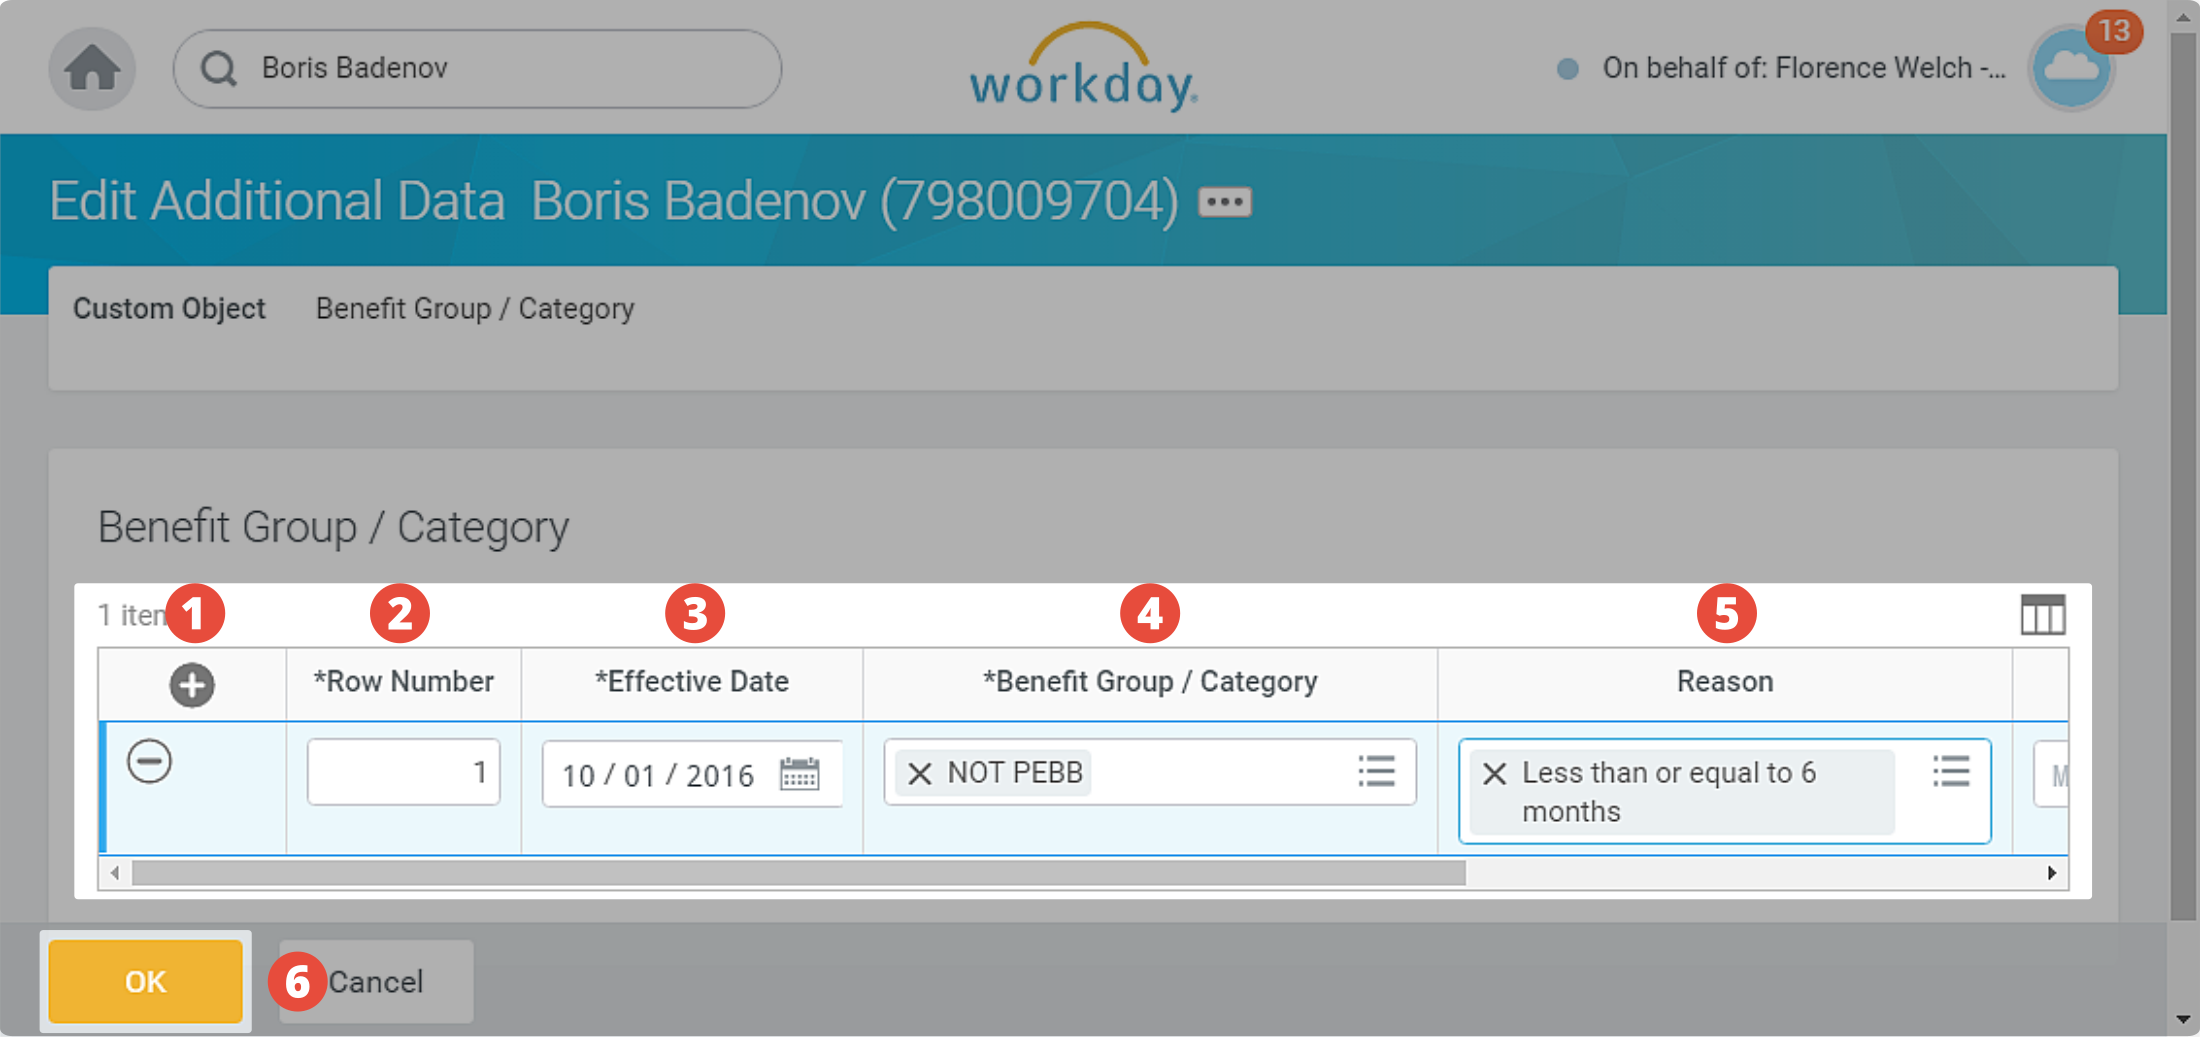 Boris Badenov
workday.
On behalf of: Florence Welch -...
13
Edit Additional Data Boris Badenov (798009704)
Custom Object Benefit Group / Category
Benefit Group / Category
1 item
1 2 3 4 5
*Row Number *Effective Date *Benefit Group / Category Reason
1 10 / 01 / 2016 NOT PEBB Less than or equal to 6
months
M
OK 6 Cancel